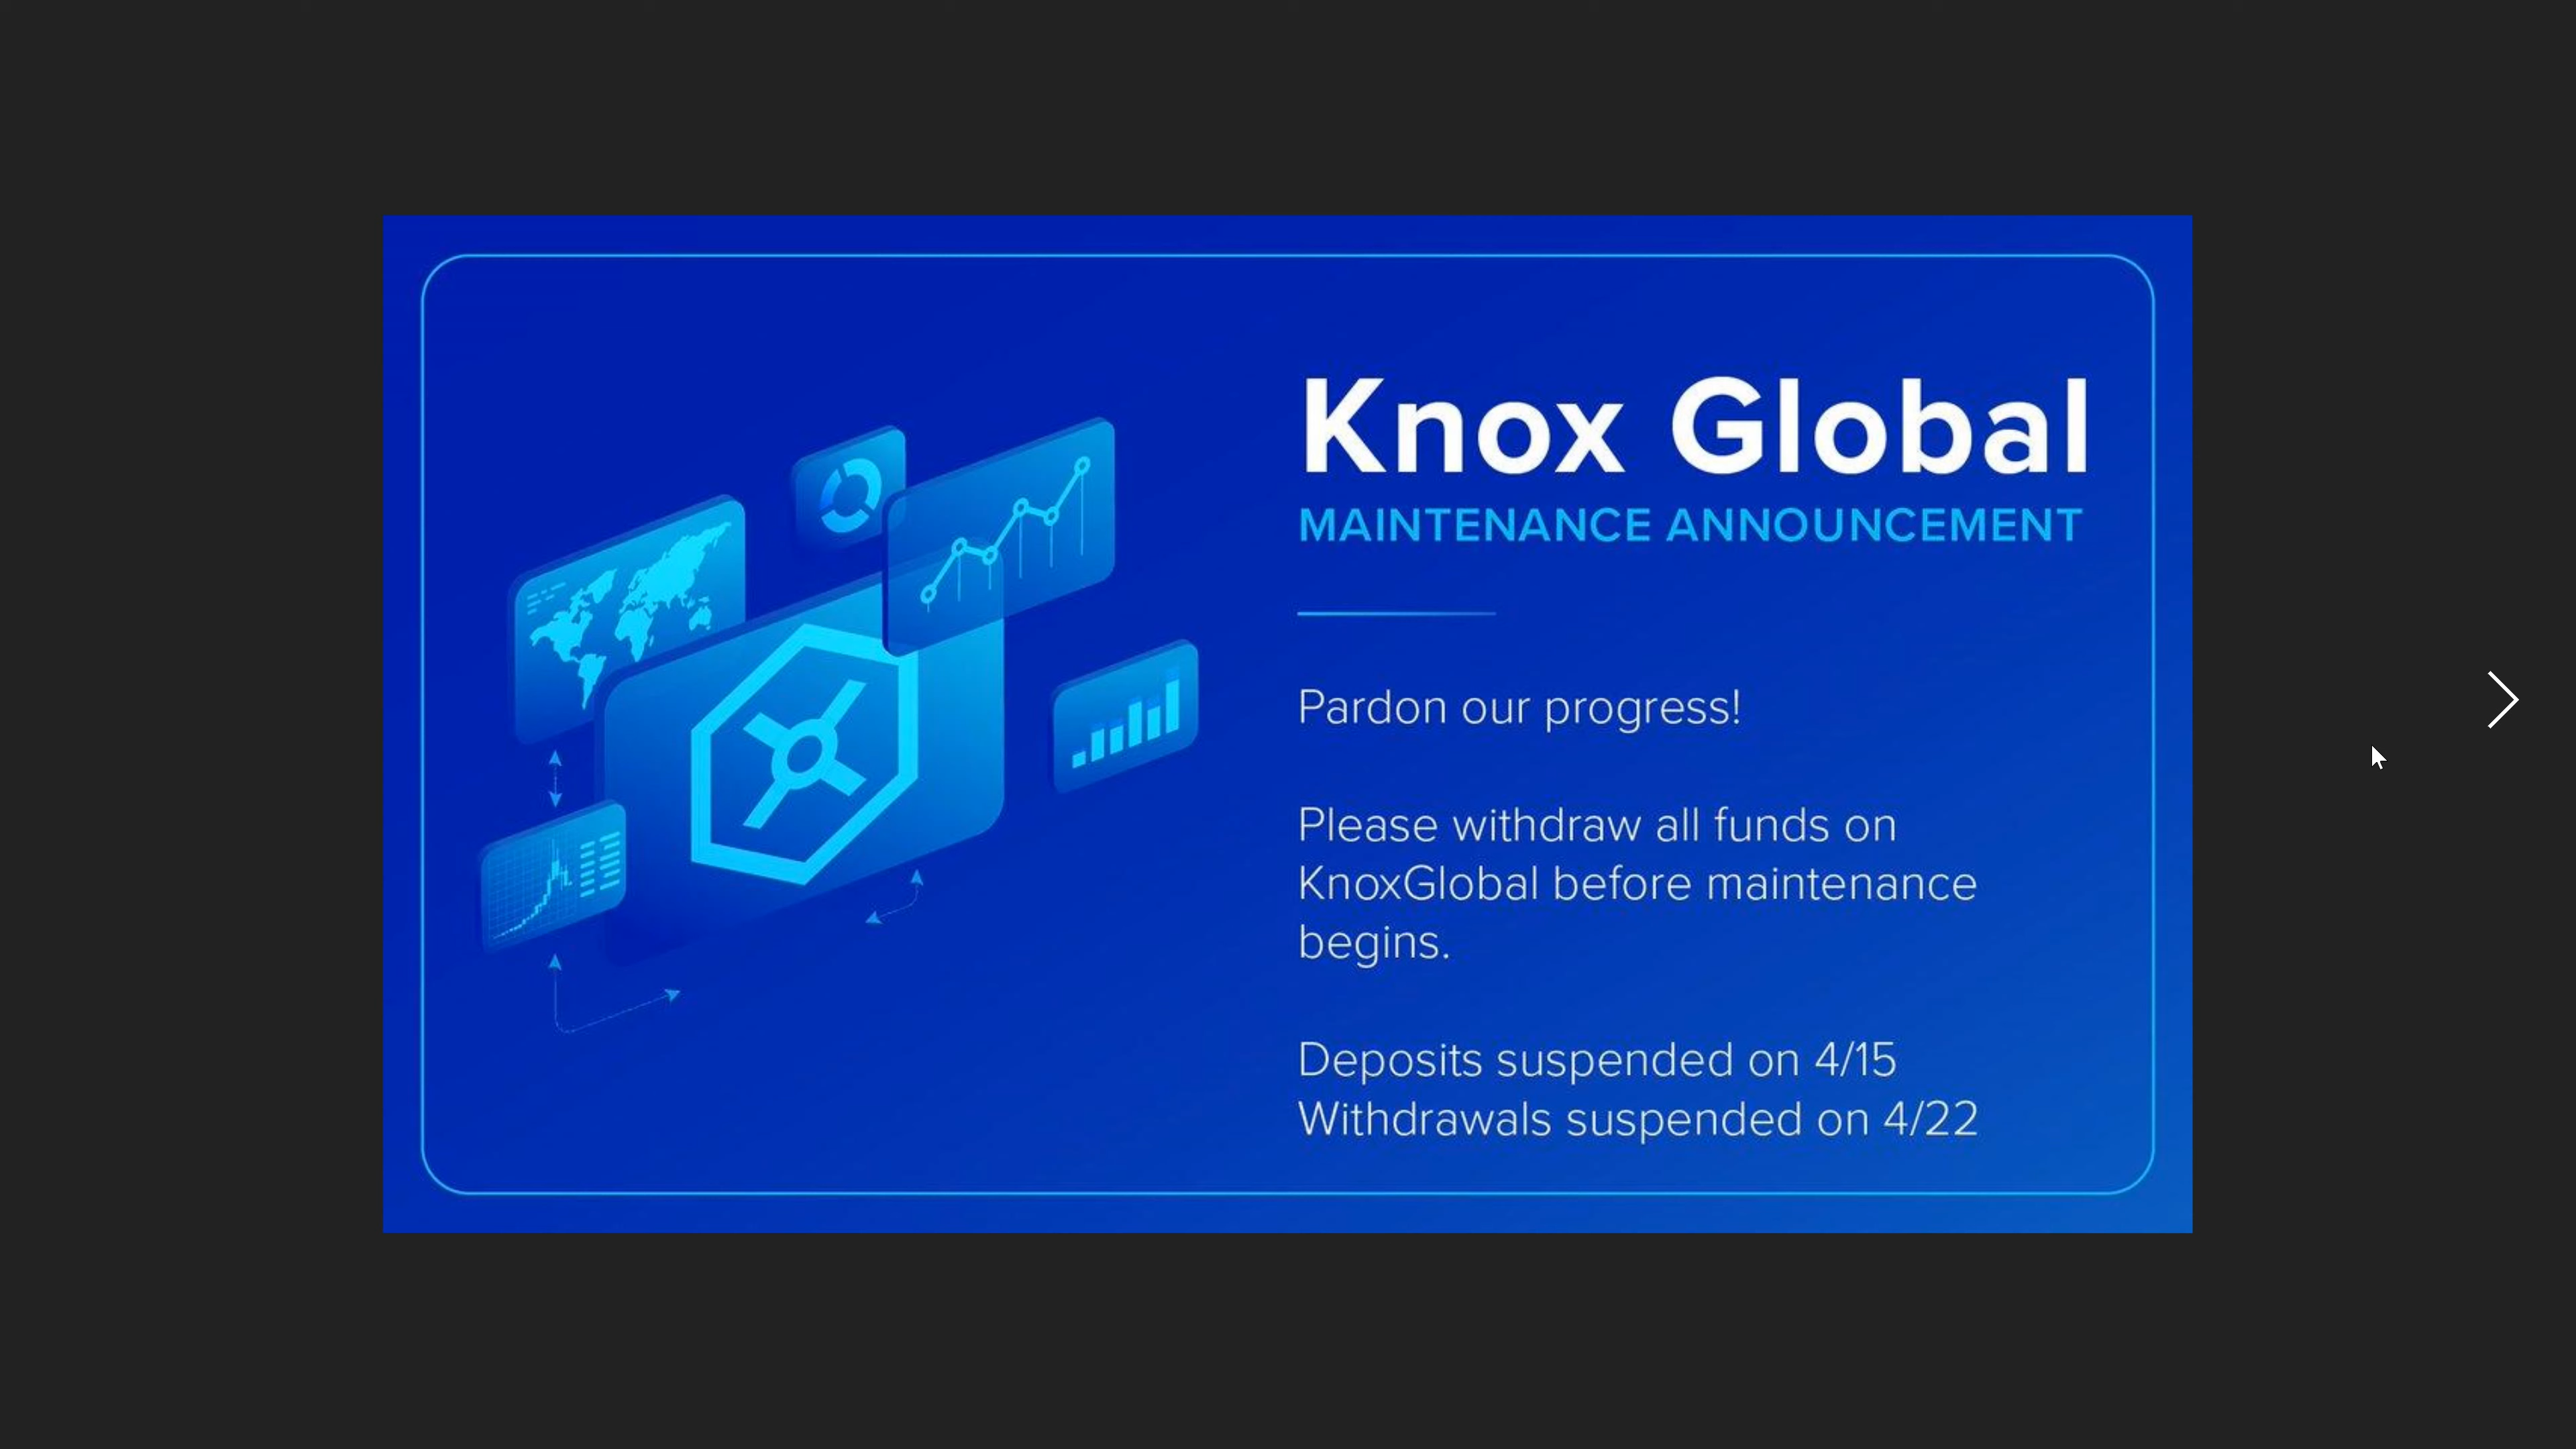 Knox Global
MAINTENANCE ANNOUNCEMENT
Pardon our progress!
Please withdraw all funds on
KnoxGlobal before maintenance
begins.
Deposits suspended on 4/15
Withdrawals suspended on 4/22